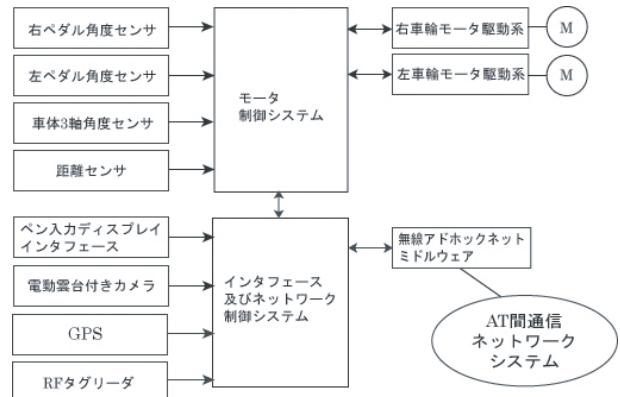 右ペダル角度センサ
左ペダル角度センサ
車体3軸角度センサ
距離センサ
モータ
制御システム
右車輪モータ駆動系
M
左車輪モータ駆動系
M
ペン入力ディスプレイ
インタフェース
電動雲台付きカメラ
GPS
RFタグリーダ
インタフェース
及びネットワーク
制御システム
無線アドホックネット
ミドルウェア
AT間通信
ネットワーク
システム